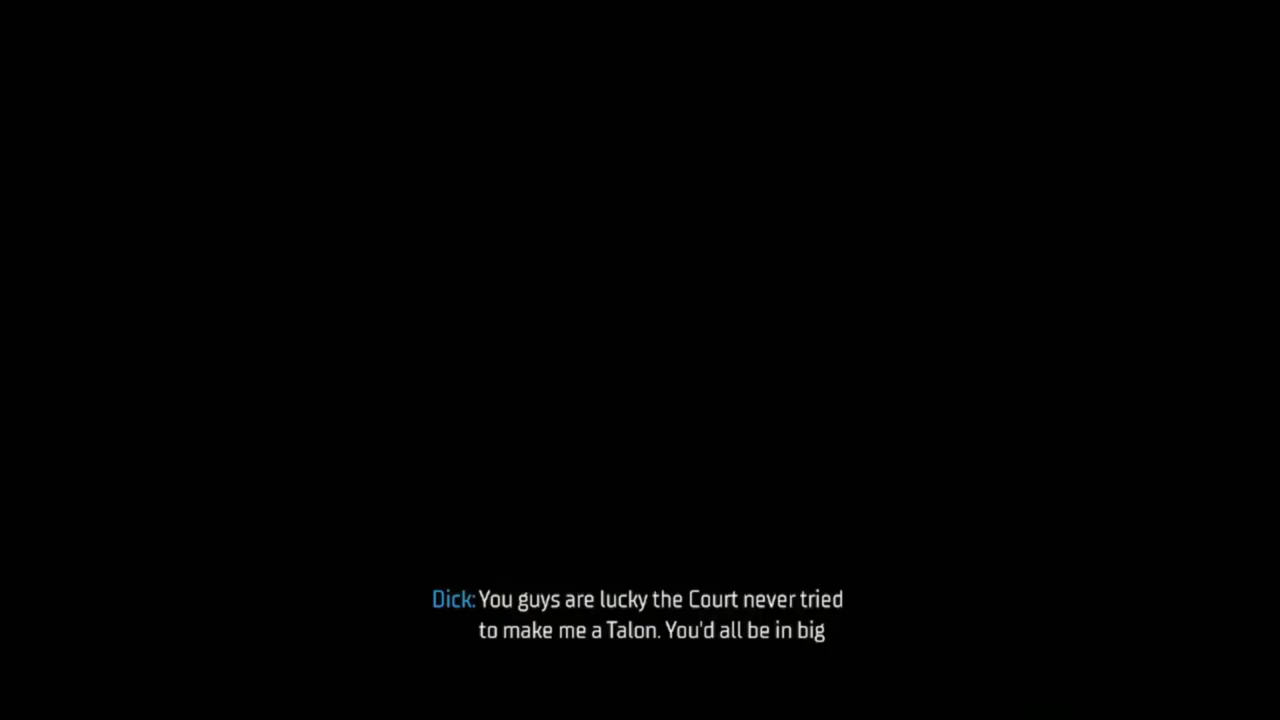 Dick: You guys are lucky the Court never tried
to make me a Talon. You'd all be in big